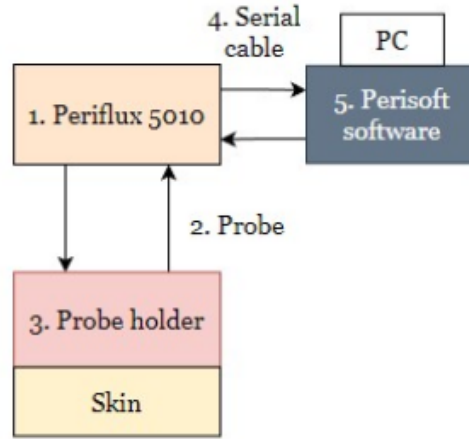 4. Serial
cable
PC
1. Periflux 5010
5. Perisoft
software
2. Probe
3. Probe holder
Skin